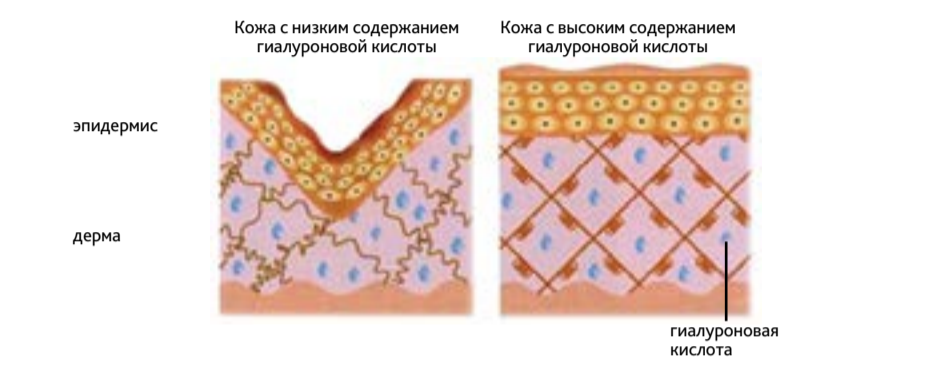 Кожа с низким содержанием
гиалуроновой кислоты
Кожа с высоким содержанием
гиалуроновой кислоты
эпидермис
дерма
гиалуроновая
кислота